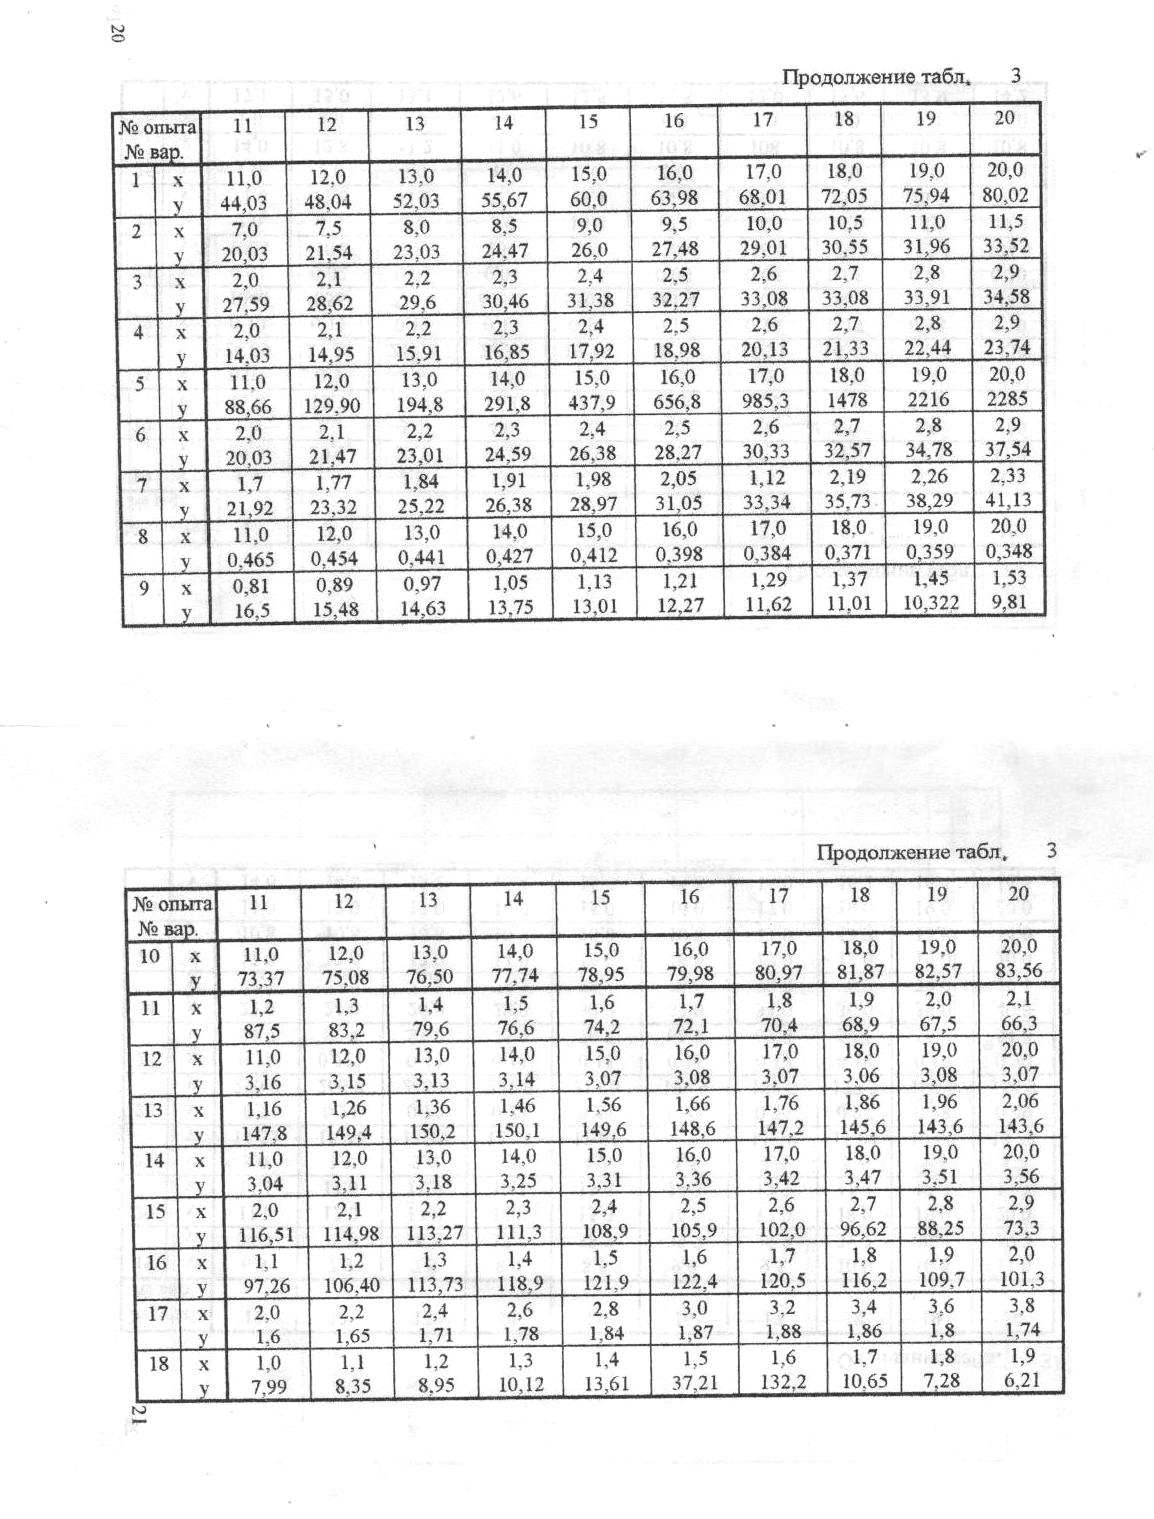 20
Продолжение табл. 3
№ опыта 11 12 13 14 15 16 17 18 19 20
№ вар.
1 х 11,0 12,0 13,0 14,0 15,0 16,0 17,0 18,0 19,0 20,0
у 44,03 48,04 52,03 55,67 60,0 63,98 68,01 72,05 75,94 80,02
2 х 7,0 7,5 8,0 8,5 9,0 9,5 10,0 10,5 11,0 11,5
у 20,03 21,54 23,03 24,47 26,0 27,48 29,01 30,55 31,96 33,52
3 х 2,0 2,1 2,2 2,3 2,4 2,5 2,6 2,7 2,8 2,9
у 27,59 28,62 29,6 30,46 31,38 32,27 33,08 33,08 33,91 34,58
4 х 2,0 2,1 2,2 2,3 2,4 2,5 2,6 2,7 2,8 2,9
у 14,03 14,95 15,91 16,85 17,92 18,98 20,13 21,33 22,44 23,74
5 х 11,0 12,0 13,0 14,0 15,0 16,0 17,0 18,0 19,0 20,0
у 88,66 129,90 194,8 291,8 437,9 656,8 985,3 1478 2216 2285
6 х 2,0 2,1 2,2 2,3 2,4 2,5 2,6 2,7 2,8 2,9
у 20,03 21,47 23,01 24,59 26,38 28,27 30,33 32,57 34,78 37,54
7 х 1,7 1,77 1,84 1,91 1,98 2,05 1,12 2,19 2,26 2,33
у 21,92 23,32 25,22 26,38 28,97 31,05 33,34 35,73 38,29 41,13
8 х 11,0 12,0 13,0 14,0 15,0 16,0 17,0 18,0 19,0 20,0
у 0,465 0,454 0,441 0,427 0,412 0,398 0,384 0,371 0,359 0,348
9 х 0,81 0,89 0,97 1,05 1,13 1,21 1,29 1,37 1,45 1,53
у 16,5 15,48 14,63 13,75 13,01 12,27 11,62 11,01 10,322 9,81
Продолжение табл. 3
№ опыта 11 12 13 14 15 16 17 18 19 20
№ вар.
10 х 11,0 12,0 13,0 14,0 15,0 16,0 17,0 18,0 19,0 20,0
у 73,37 75,08 76,50 77,74 78,95 79,98 80,97 81,87 82,57 83,56
11 х 1,2 1,3 1,4 1,5 1,6 1,7 1,8 1,9 2,0 2,1
у 87,5 83,2 79,6 76,6 74,2 72,1 70,4 68,9 67,5 66,3
12 х 11,0 12,0 13,0 14,0 15,0 16,0 17,0 18,0 19,0 20,0
у 3,16 3,15 3,13 3,14 3,07 3,08 3,07 3,06 3,08 3,07
13 х 1,16 1,26 1,36 1,46 1,56 1,66 1,76 1,86 1,96 2,06
у 147,8 149,4 150,2 150,1 149,6 148,6 147,2 145,6 143,6 143,6
14 х 11,0 12,0 13,0 14,0 15,0 16,0 17,0 18,0 19,0 20,0
у 3,04 3,11 3,18 3,25 3,31 3,36 3,42 3,47 3,51 3,56
15 х 2,0 2,1 2,2 2,3 2,4 2,5 2,6 2,7 2,8 2,9
у 116,51 114,98 113,27 111,3 108,9 105,9 102,0 96,62 88,25 73,3
16 х 1,1 1,2 1,3 1,4 1,5 1,6 1,7 1,8 1,9 2,0
у 97,26 106,40 113,73 118,9 121,9 122,4 120,5 116,2 109,7 101,3
17 х 2,0 2,2 2,4 2,6 2,8 3,0 3,2 3,4 3,6 3,8
у 1,6 1,65 1,71 1,78 1,84 1,87 1,88 1,86 1,8 1,74
18 х 1,0 1,1 1,2 1,3 1,4 1,5 1,6 1,7 1,8 1,9
у 7,99 8,35 8,95 10,12 13,61 37,21 132,2 10,65 7,28 6,21
21